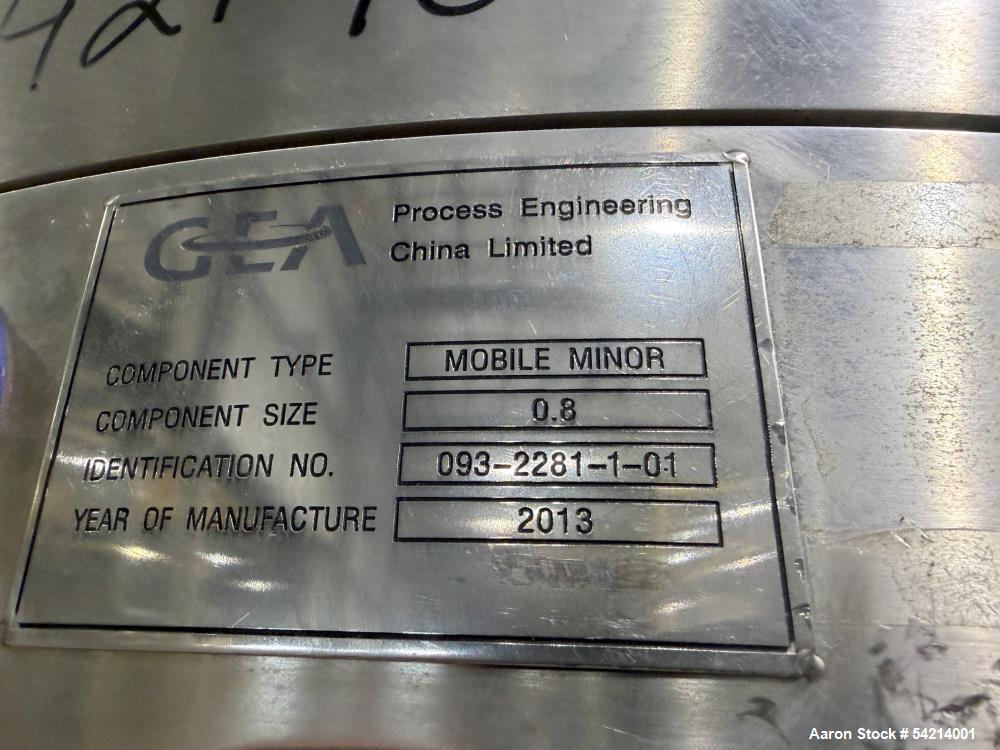 GEA
Process Engineering
China Limited
COMPONENT TYPE MOBILE MINOR
COMPONENT SIZE 0.8
IDENTIFICATION NO. 093-2281-1-01
YEAR OF MANUFACTURE 2013
Aaron Stock # 54214001